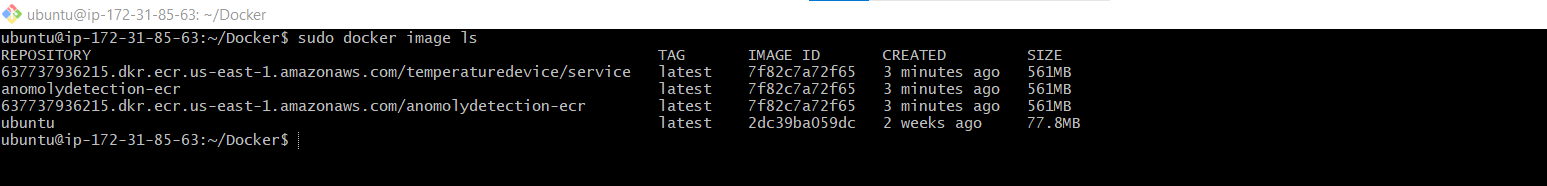 ubuntu@ip-172-31-85-63: ~/Docker
ubuntu@ip-172-31-85-63:~/Docker$ sudo docker image ls
REPOSITORY TAG IMAGE ID CREATED SIZE
637737936215.dkr.ecr.us-east-1.amazonaws.com/temperaturedevice/service latest 7f82c7a72f65 3 minutes ago 561MB
anomolydetection-ecr latest 7f82c7a72f65 3 minutes ago 561MB
637737936215.dkr.ecr.us-east-1.amazonaws.com/anomolydetection-ecr latest 7f82c7a72f65 3 minutes ago 561MB
ubuntu latest 2dc39ba059dc 2 weeks ago 77.8MB
ubuntu@ip-172-31-85-63:~/Docker$